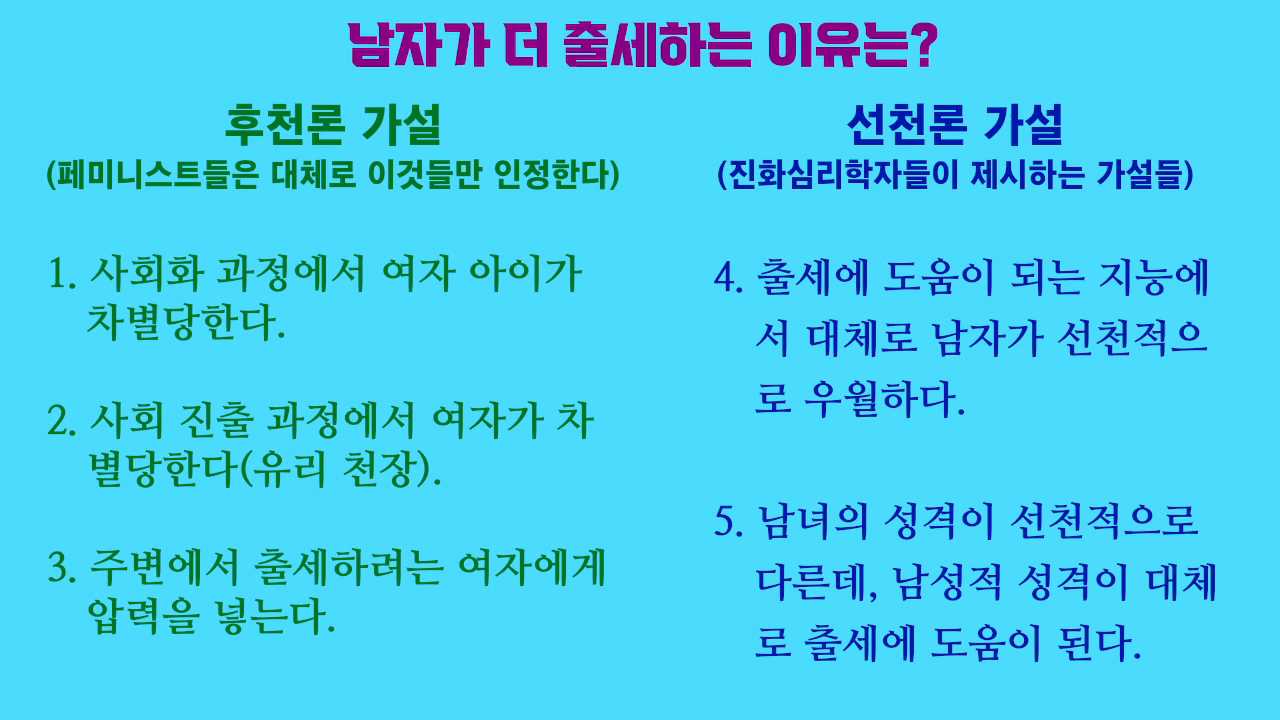 남자가 더 출세하는 이유는?
후천론 가설
(페미니스트들은 대체로 이것들만 인정한다)
1. 사회화 과정에서 여자 아이가
차별당한다.
2. 사회 진출 과정에서 여자가 차
별당한다(유리 천장).
3. 주변에서 출세하려는 여자에게
압력을 넣는다.
선천론 가설
(진화심리학자들이 제시하는 가설들)
4. 출세에 도움이 되는 지능에
서 대체로 남자가 선천적으
로 우월하다.
5. 남녀의 성격이 선천적으로
다른데, 남성적 성격이 대체
로 출세에 도움이 된다.